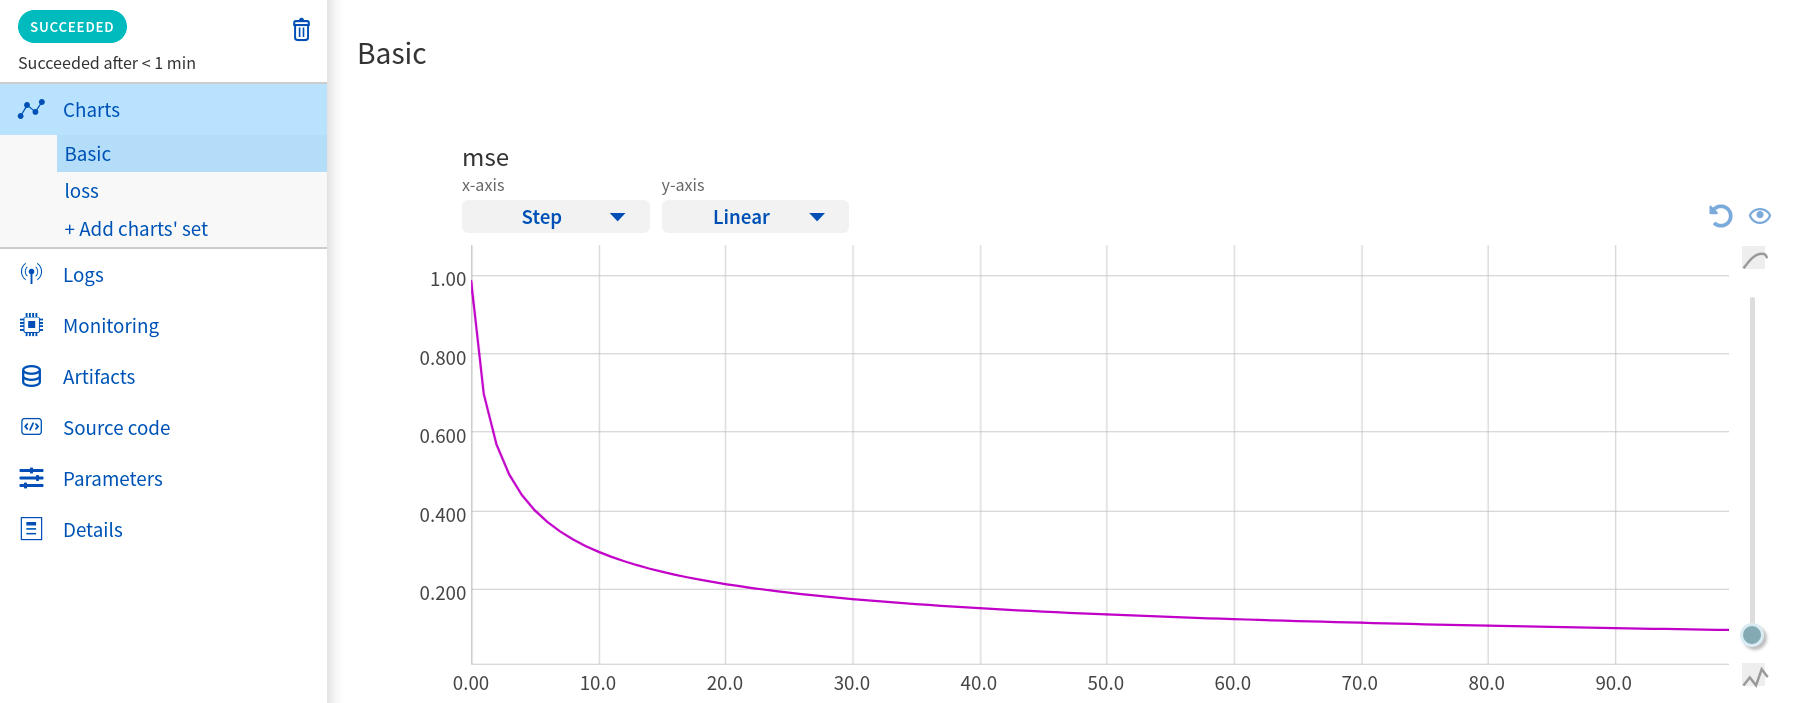 SUCCEEDED
Succeeded after < 1 min
Charts
Basic
loss
+ Add charts' set
Logs
Monitoring
Artifacts
Source code
Parameters
Details
Basic
mse
x-axis y-axis
Step Linear
1.00
0.800
0.600
0.400
0.200
0.00 10.0 20.0 30.0 40.0 50.0 60.0 70.0 80.0 90.0